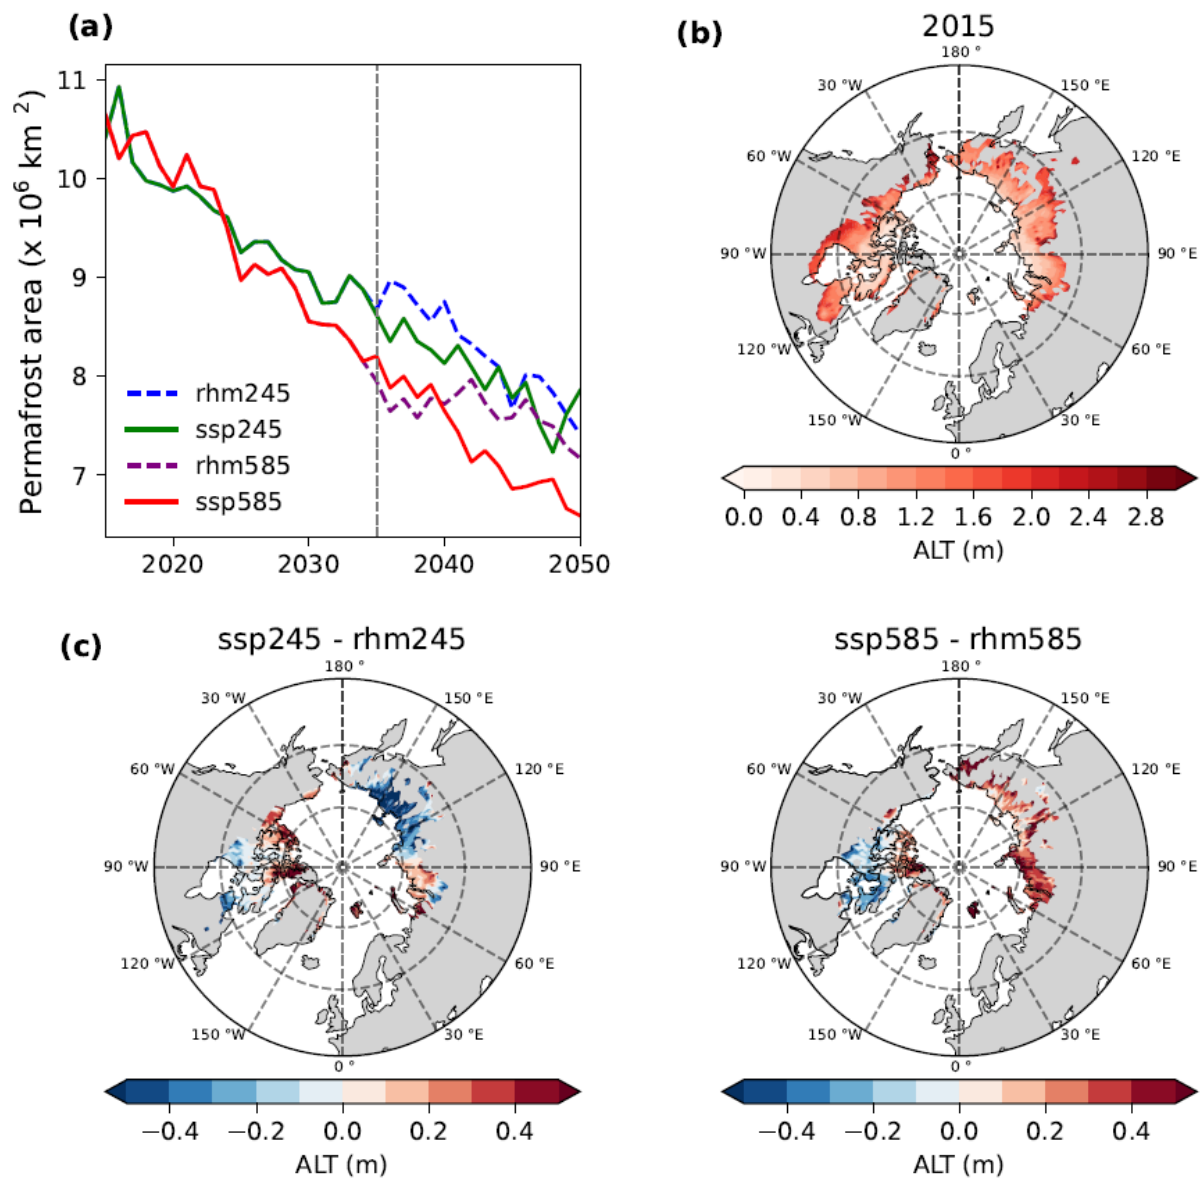 (a)
Permafrost area (x 10⁶ km ²)
11
10
9
8
7
rhm245
ssp245
rhm585
ssp585
2020 2030 2040 2050
(b)
2015
180 °
30 °W 150 °E
60 °W 120 °E
90 °W 90 °E
120 °W 60 °E
150 °W 30 °E
0 °
0.0 0.4 0.8 1.2 1.6 2.0 2.4 2.8
ALT (m)
(c)
ssp245 - rhm245
180 °
30 °W 150 °E
60 °W 120 °E
90 °W 90 °E
120 °W 60 °E
150 °W 30 °E
0 °
−0.4 −0.2 0.0 0.2 0.4
ALT (m)
ssp585 - rhm585
180 °
30 °W 150 °E
60 °W 120 °E
90 °W 90 °E
120 °W 60 °E
150 °W 30 °E
0 °
−0.4 −0.2 0.0 0.2 0.4
ALT (m)